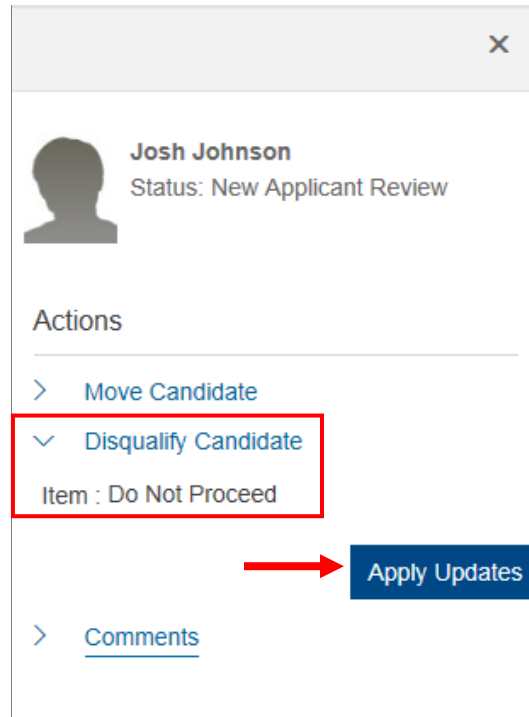 Josh Johnson
Status: New Applicant Review
Actions
Move Candidate
Disqualify Candidate
Item : Do Not Proceed
Apply Updates
Comments